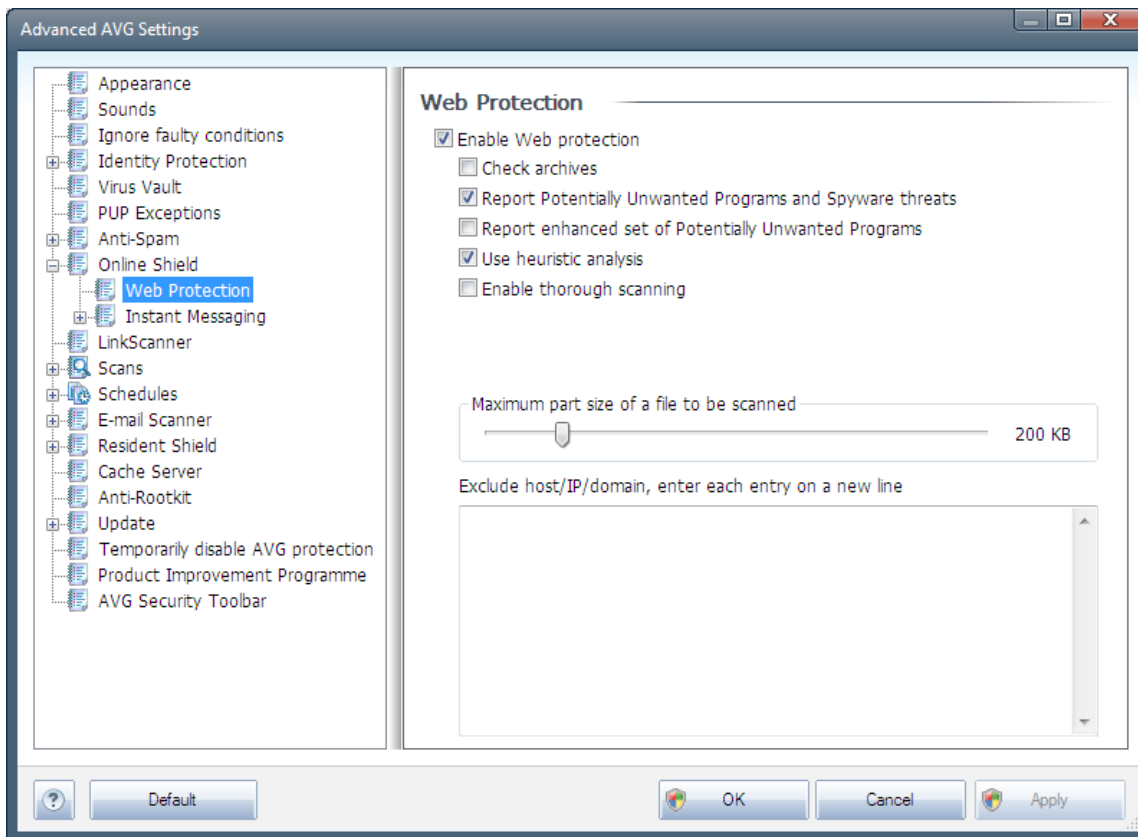 Advanced AVG Settings
Appearance
Sounds
Ignore faulty conditions
Identity Protection
Virus Vault
PUP Exceptions
Anti-Spam
Online Shield
Web Protection
Instant Messaging
LinkScanner
Scans
Schedules
E-mail Scanner
Resident Shield
Cache Server
Anti-Rootkit
Update
Temporarily disable AVG protection
Product Improvement Programme
AVG Security Toolbar
Web Protection
Enable Web protection
Check archives
Report Potentially Unwanted Programs and Spyware threats
Report enhanced set of Potentially Unwanted Programs
Use heuristic analysis
Enable thorough scanning
Maximum part size of a file to be scanned
200 KB
Exclude host/IP/domain, enter each entry on a new line
? Default OK Cancel Apply